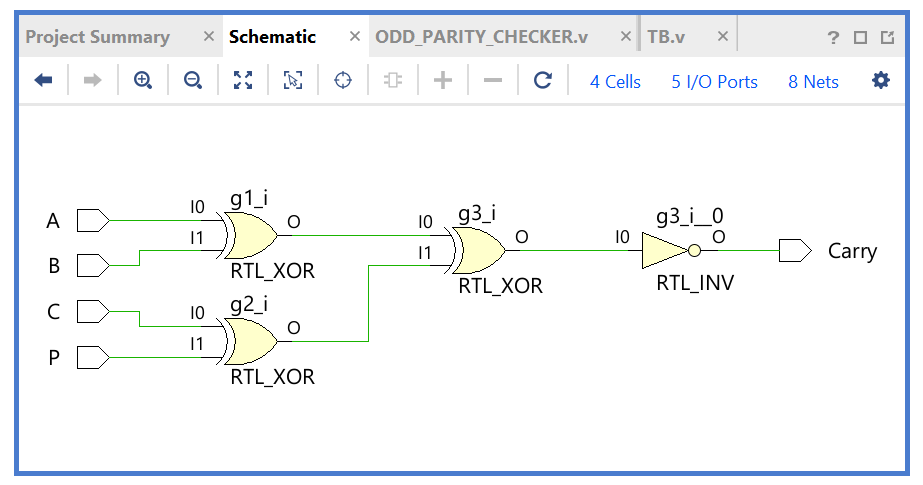 Project Summary × Schematic × ODD_PARITY_CHECKER.v × TB.v × ?
4 Cells 5 I/O Ports 8 Nets
g1_i
A I0 O
I1
B RTL_XOR
g3_i
I0 O
I1
RTL_XOR
g3_i__0
I0 O
RTL_INV
Carry
g2_i
C I0 O
I1
P RTL_XOR